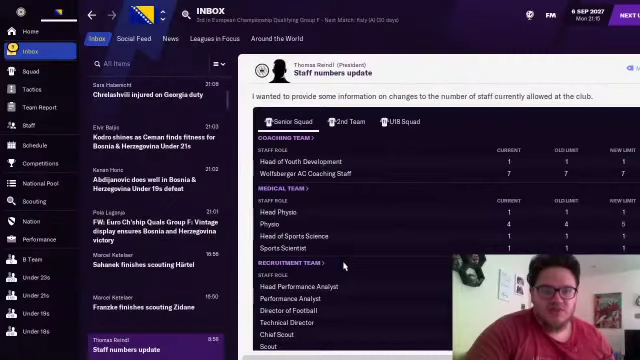 INBOX
3rd in European Championship Qualifying Group F - Next Match: Italy (A) (30 days)
FM
6 SEP 2027
MON 21:15
Home
Inbox
Squad
Tactics
Team Report
Staff
Schedule
Competitions
National Pool
Scouting
Nation
Performance
B Team
Under 23s
Under 21s
Under 19s
Under 18s
Inbox
Social Feed
News
Leagues in Focus
Around the World
All Items
Sara Habernicht
21:09
Chrelashvili injured on Georgia duty
Elvir Baljic
21:03
Kodro shines as Ceman finds fitness for Bosnia & Herzegovina Under 21s
Kenan Horic
21:02
Abdijanovic does well in Bosnia & Herzegovina Under 19s defeat
21:01
FW: Euro Ch'ship Quals Group F: Vintage display ensures Bosnia and Herzegovina victory
Marcel Ketelaer
Sahanek finishes scouting Härtel
Marcel Ketelaer
Franzke finishes scouting Zidane
Thomas Reindl
8:56
Staff numbers update
Thomas Reindl (President)
Staff numbers update
I wanted to provide some information on changes to the number of staff currently allowed at the club.
Senior Squad
2nd Team
U18 Squad
COACHING TEAM
STAFF ROLE CURRENT OLD LIMIT NEW LIMIT
Head of Youth Development 1 1 1
Wolfsberger AC Coaching Staff 7 7 7
MEDICAL TEAM
STAFF ROLE CURRENT OLD LIMIT NEW LIMIT
Head Physio 1 1 1
Physio 4 4 5
Head of Sports Science 1 1 1
Sports Scientist 1 1 1
RECRUITMENT TEAM
STAFF ROLE
Head Performance Analyst
Performance Analyst
Director of Football
Technical Director
Chief Scout
Scout